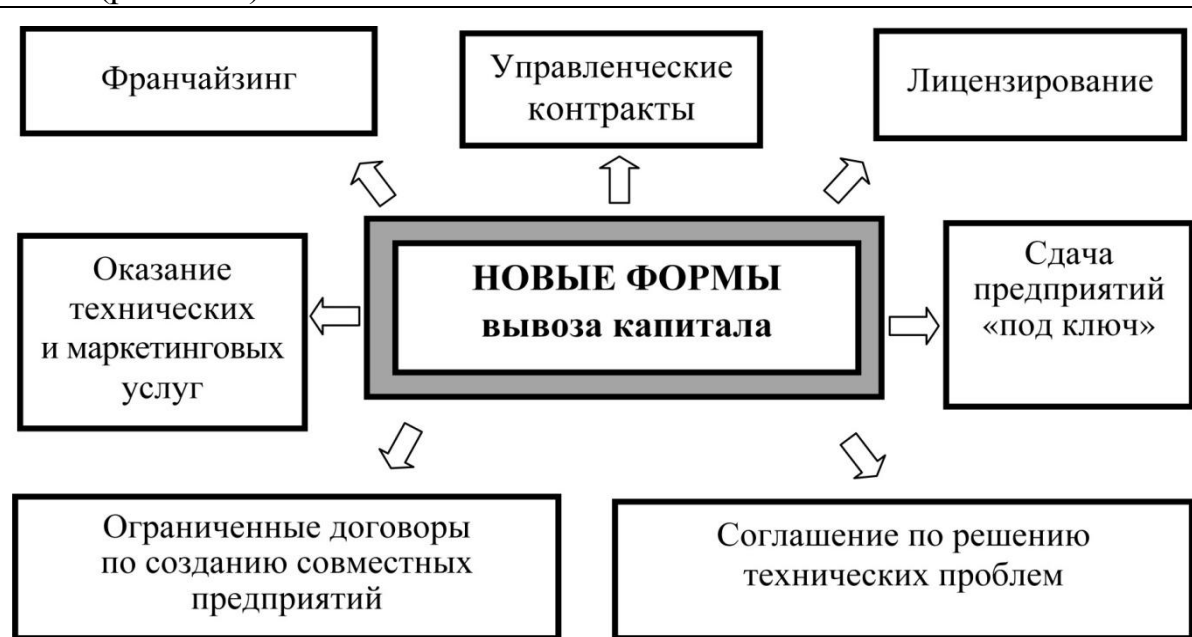 Франчайзинг
Управленческие
контракты
Лицензирование
Оказание
технических
и маркетинговых
услуг
НОВЫЕ ФОРМЫ
вывоза капитала
Сдача
предприятий
«под ключ»
Ограниченные договоры
по созданию совместных
предприятий
Соглашение по решению
технических проблем